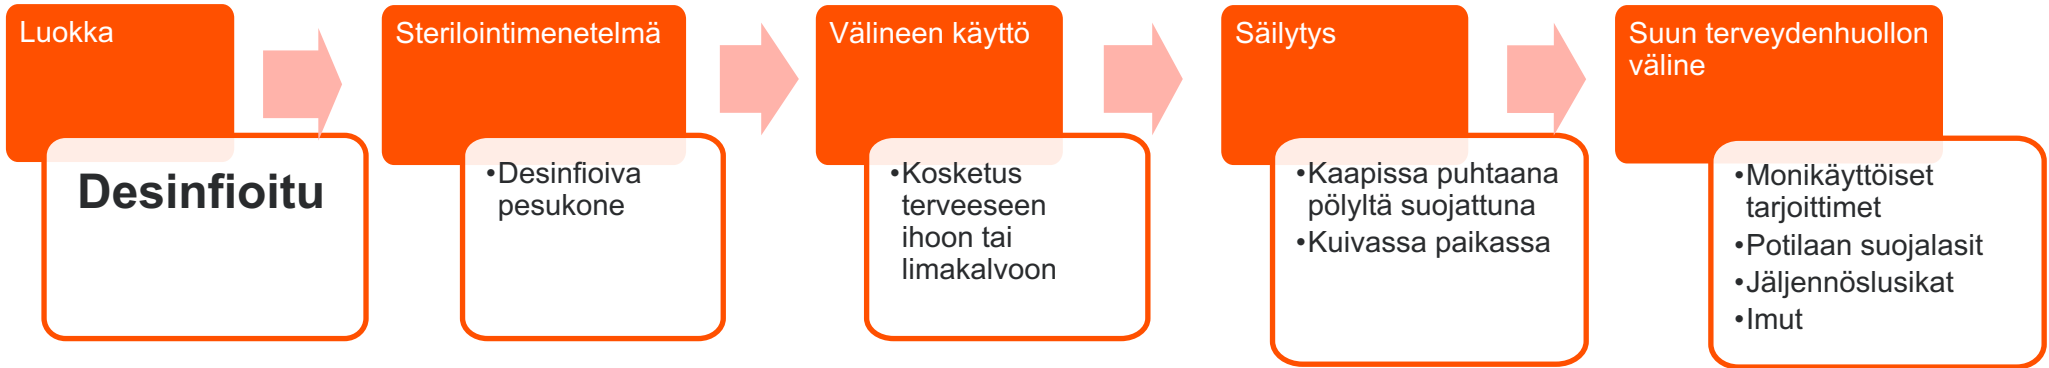 Luokka
Desinfioitu
Sterilointimenetelmä
•Desinfioiva
pesukone
Välineen käyttö
•Kosketus
terveeseen
ihoon tai
limakalvoon
Säilytys
•Kaapissa puhtaana
pölyltä suojattuna
•Kuivassa paikassa
Suun terveydenhuollon
väline
•Monikäyttöiset
tarjoittimet
•Potilaan suojalasit
•Jäljennöslusikat
•Imut